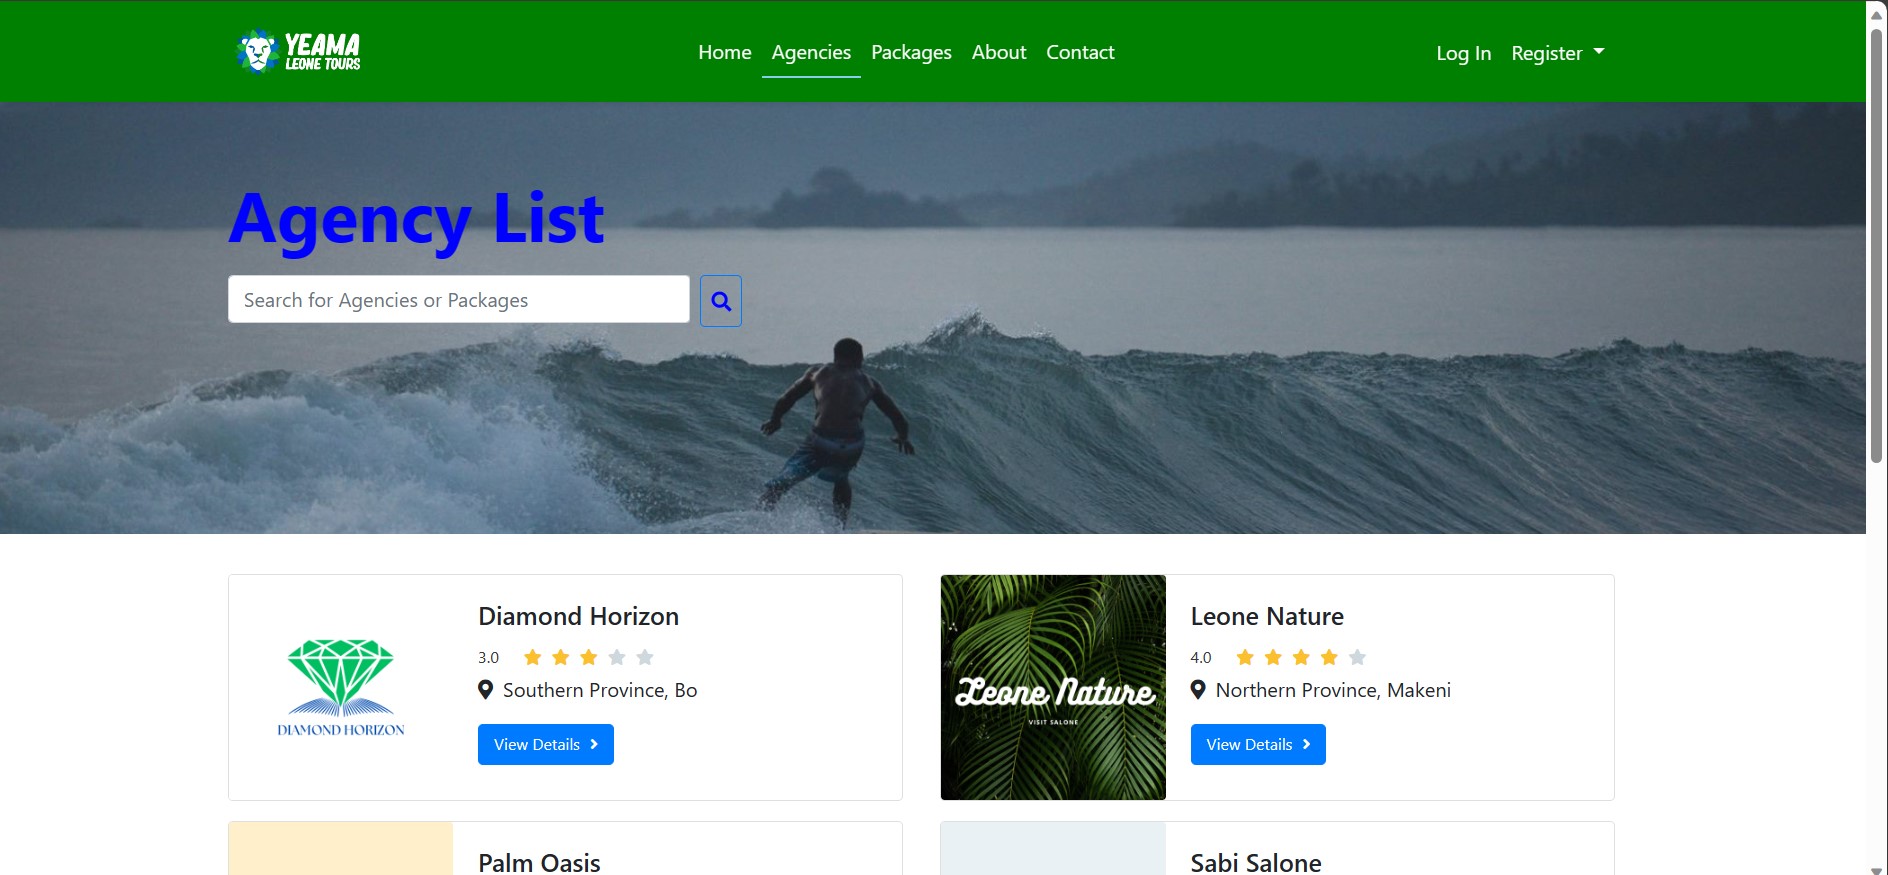 YEAMA
LEONE TOURS
Home Agencies Packages About Contact
Log In Register
Agency List
Search for Agencies or Packages
DIAMOND HORIZON
Diamond Horizon
3.0
Southern Province, Bo
View Details
Leone Nature
VISIT SALONE
Leone Nature
4.0
Northern Province, Makeni
View Details
Palm Oasis
Sabi Salone